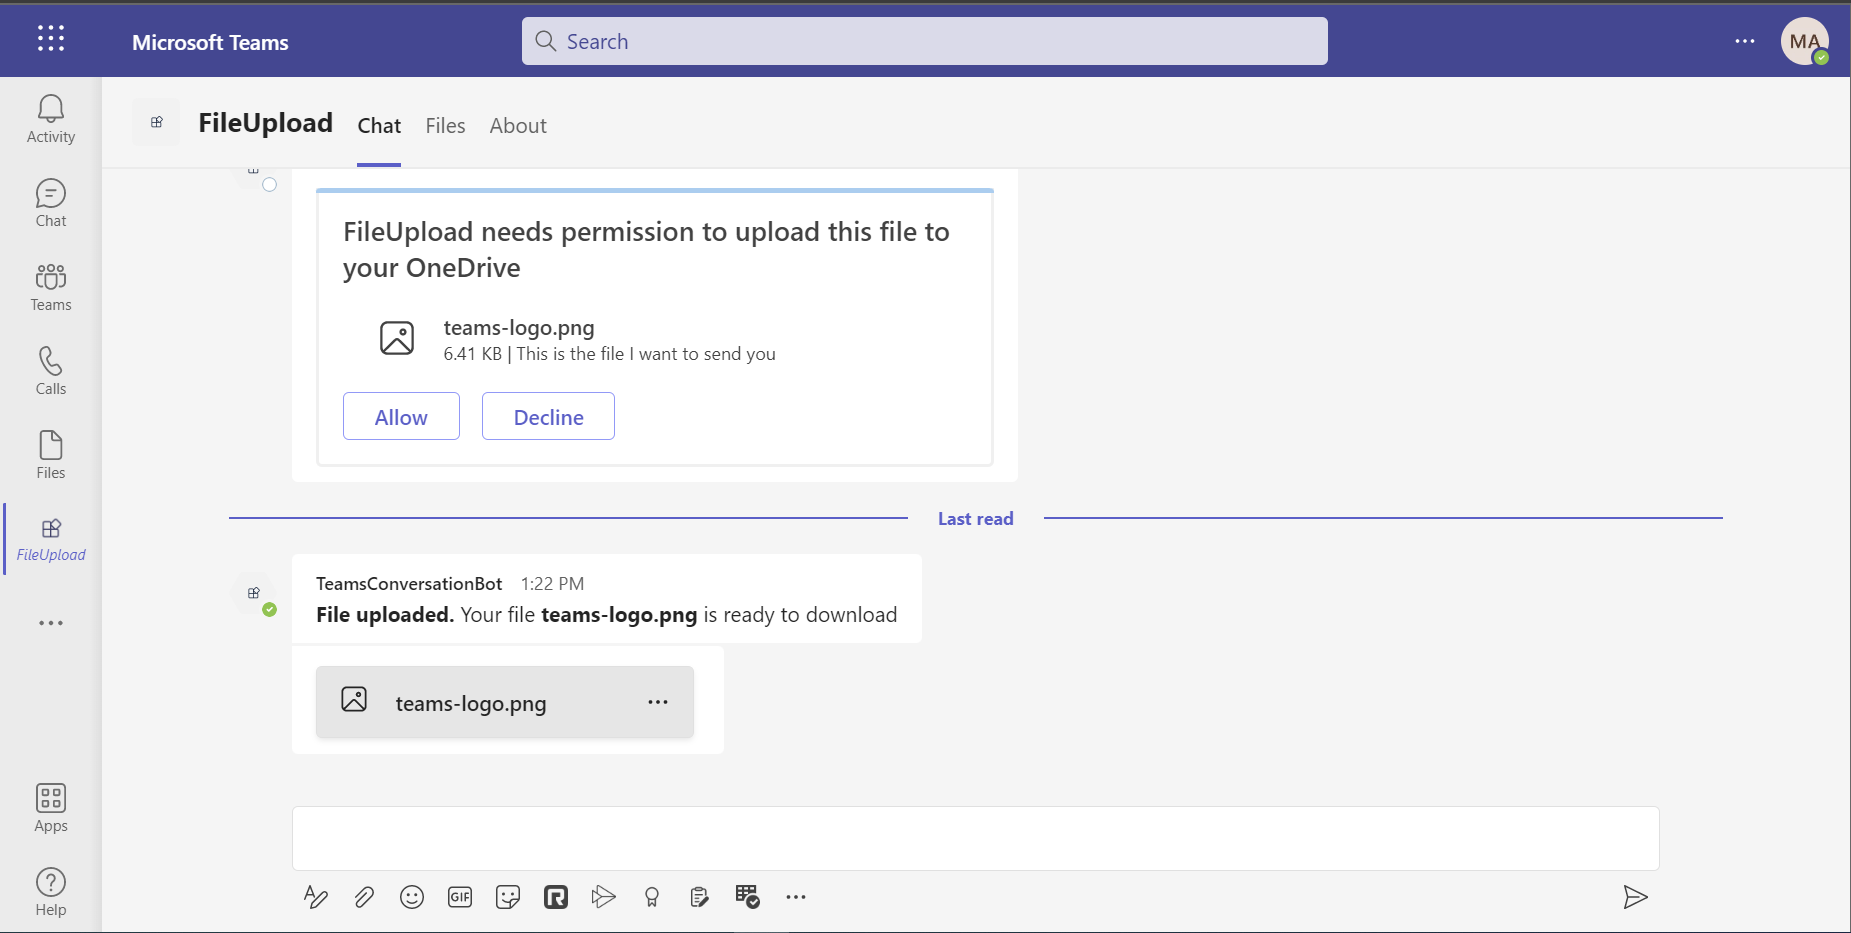 Microsoft Teams
Search
MA
Activity
Chat
Teams
Calls
Files
FileUpload
Apps
Help
FileUpload Chat Files About
FileUpload needs permission to upload this file to
your OneDrive
teams-logo.png
6.41 KB | This is the file I want to send you
Allow Decline
Last read
TeamsConversationBot 1:22 PM
File uploaded. Your file teams-logo.png is ready to download
teams-logo.png
GIF